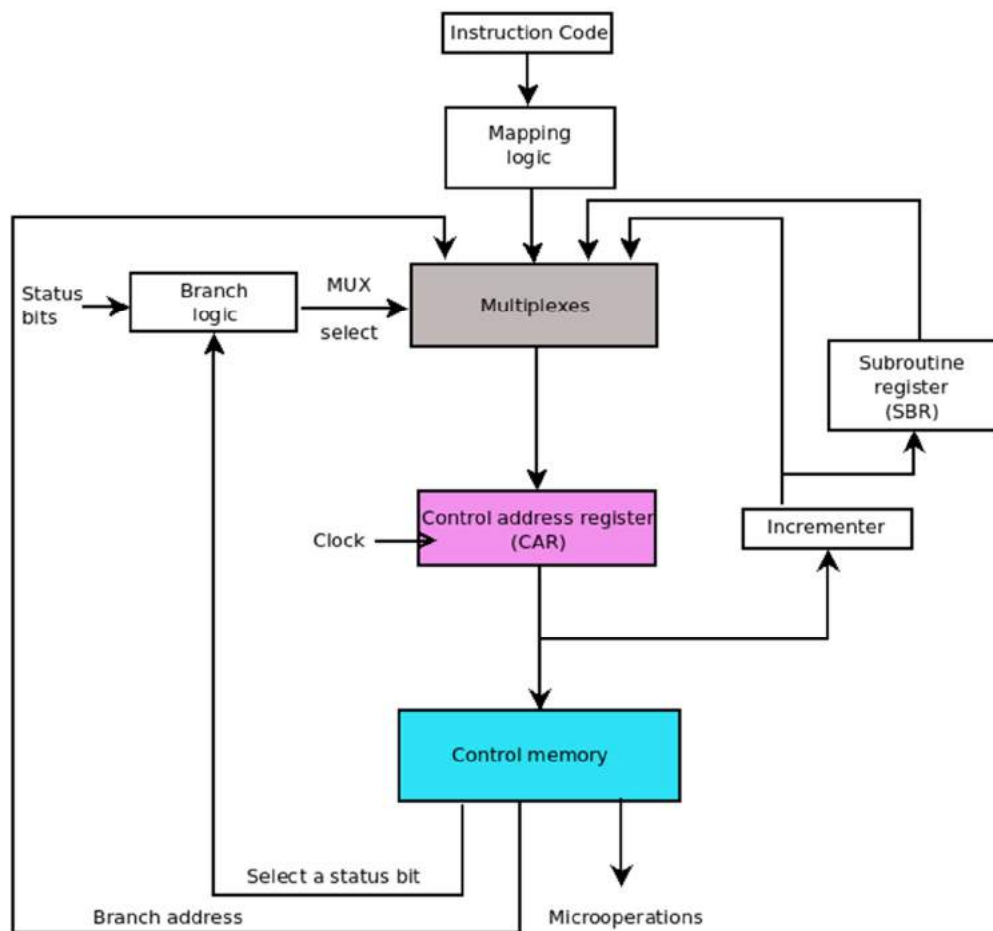 Instruction Code
Mapping
logic
Status
bits
Branch
logic
MUX
select
Multiplexes
Subroutine
register
(SBR)
Control address register
(CAR)
Clock
Incrementer
Control memory
Select a status bit
Branch address
Microoperations